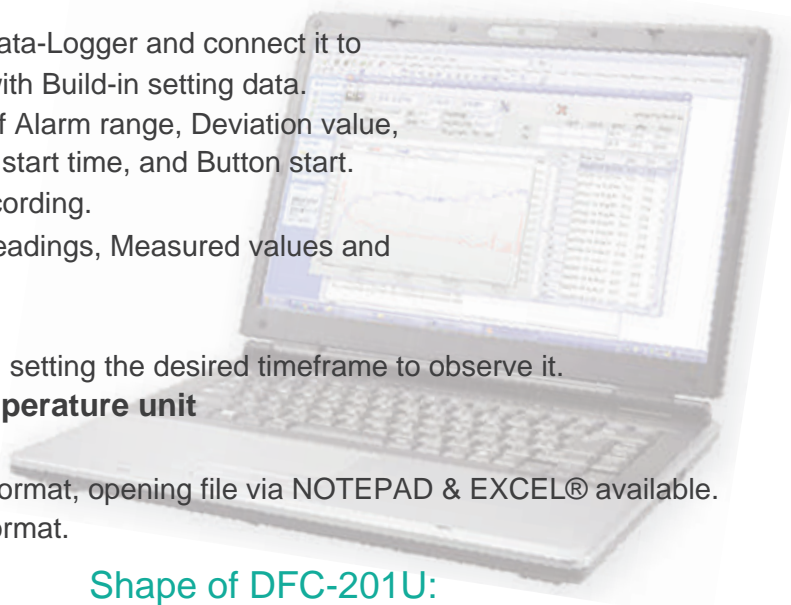 ata-Logger and connect it to
with Build-in setting data.
f Alarm range, Deviation value,
start time, and Button start.
cording.
eadings, Measured values and
setting the desired timeframe to observe it.
perature unit
ormat, opening file via NOTEPAD & EXCEL® available.
ormat.
Shape of DFC-201U: